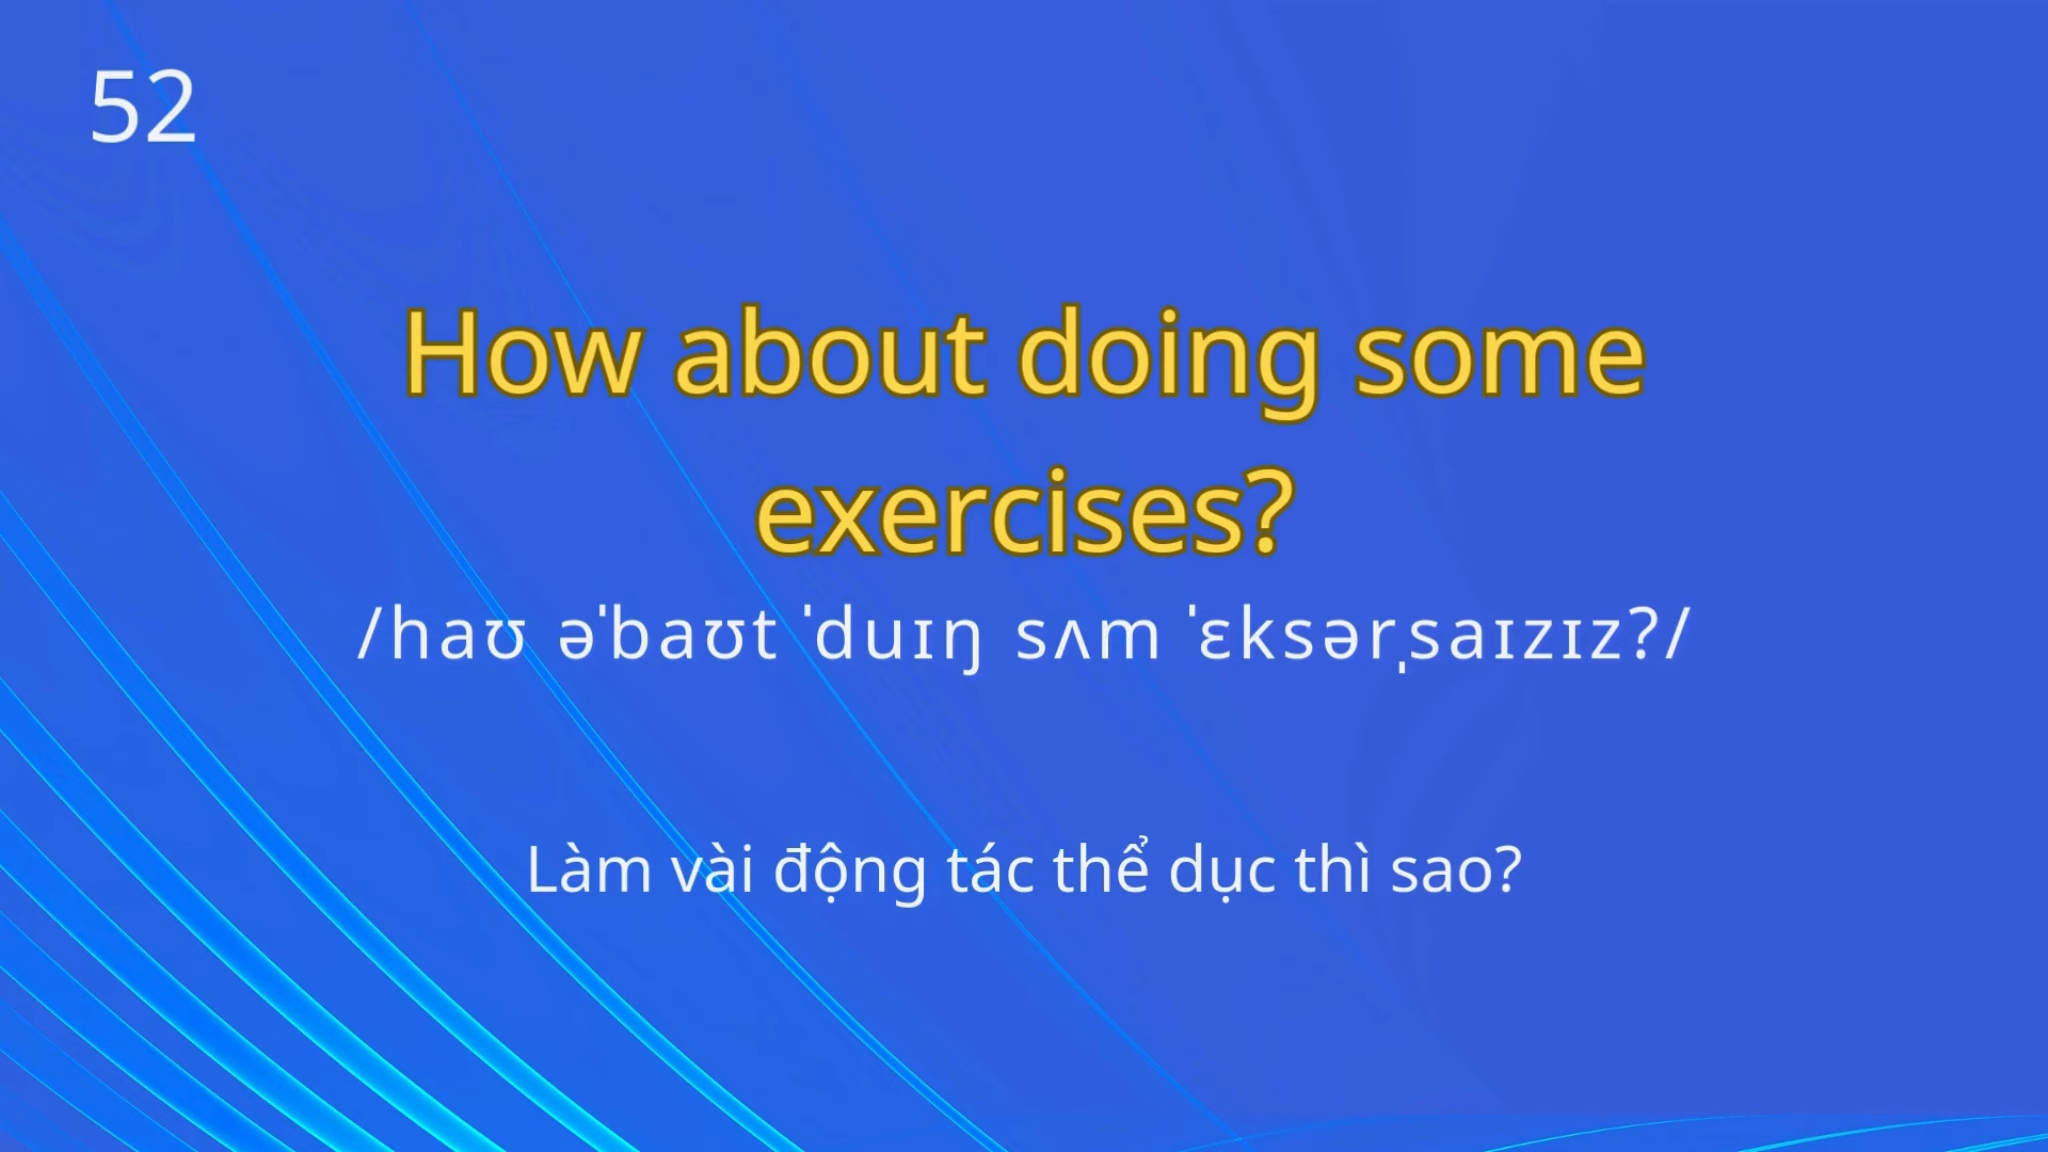 52
How about doing some
exercises?
/haʊ əˈbaʊt ˈduɪŋ sʌm ˈɛksərˌsaɪzɪz?/
Làm vài động tác thể dục thì sao?